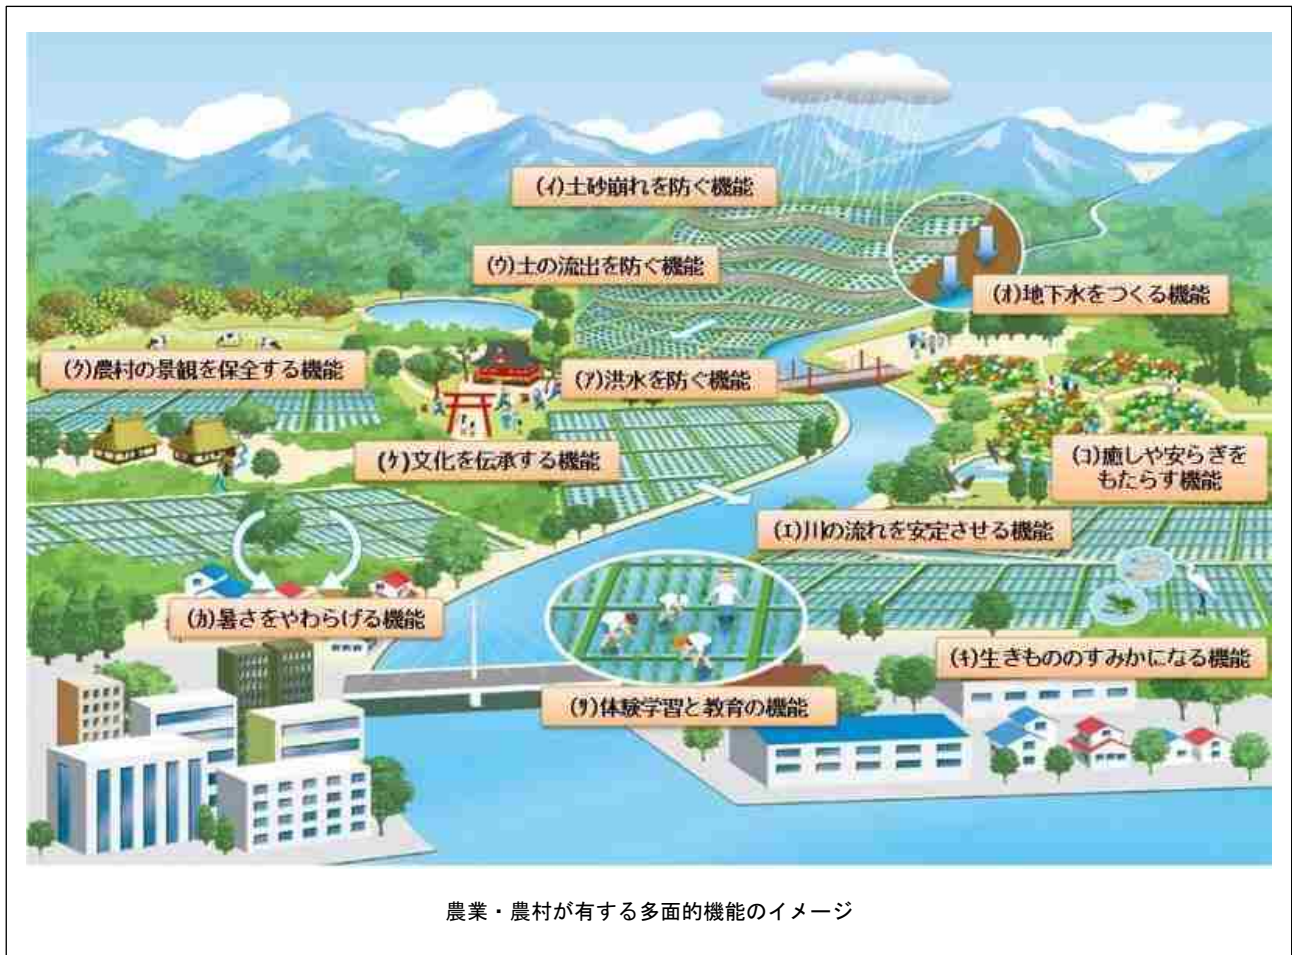 (ｲ)土砂崩れを防ぐ機能
(ｳ)土の流出を防ぐ機能
(ｵ)地下水をつくる機能
(ｸ)農村の景観を保全する機能
(ｱ)洪水を防ぐ機能
(ｹ)文化を伝承する機能
(ｺ)癒しや安らぎを
もたらす機能
(ｴ)川の流れを安定させる機能
(ｶ)暑さをやわらげる機能
(ｷ)生きもののすみかになる機能
(ｻ)体験学習と教育の機能
農業・農村が有する多面的機能のイメージ